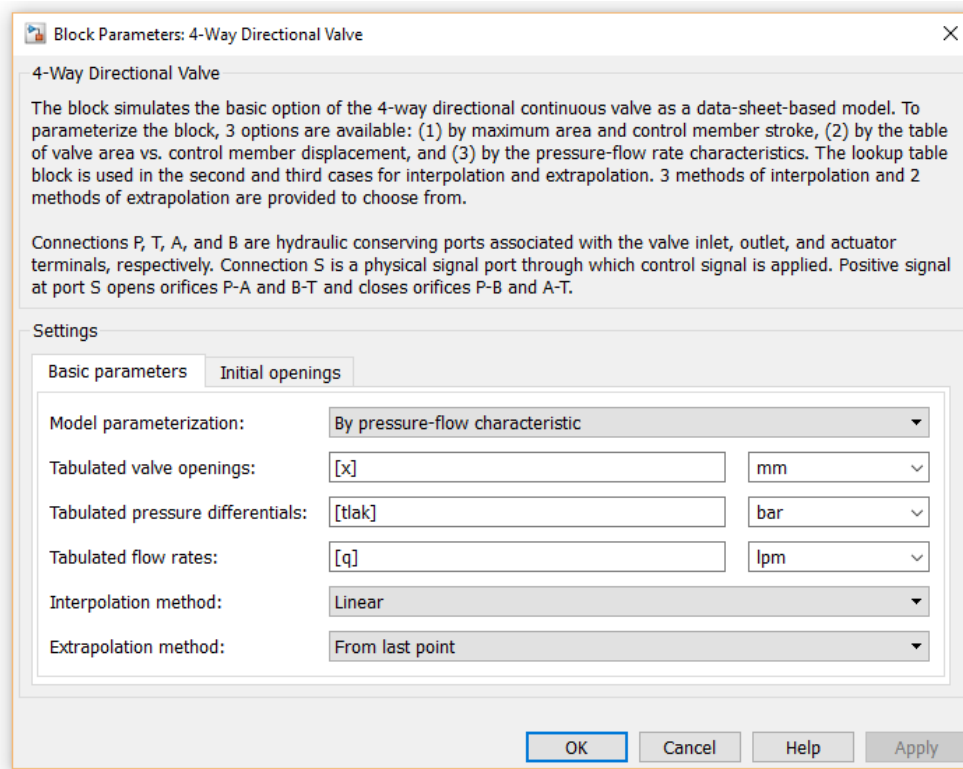 Block Parameters: 4-Way Directional Valve
4-Way Directional Valve
The block simulates the basic option of the 4-way directional continuous valve as a data-sheet-based model. To
parameterize the block, 3 options are available: (1) by maximum area and control member stroke, (2) by the table
of valve area vs. control member displacement, and (3) by the pressure-flow rate characteristics. The lookup table
block is used in the second and third cases for interpolation and extrapolation. 3 methods of interpolation and 2
methods of extrapolation are provided to choose from.
Connections P, T, A, and B are hydraulic conserving ports associated with the valve inlet, outlet, and actuator
terminals, respectively. Connection S is a physical signal port through which control signal is applied. Positive signal
at port S opens orifices P-A and B-T and closes orifices P-B and A-T.
Settings
Basic parameters Initial openings
Model parameterization: By pressure-flow characteristic
Tabulated valve openings: [x] mm
Tabulated pressure differentials: [tlak] bar
Tabulated flow rates: [q] lpm
Interpolation method: Linear
Extrapolation method: From last point
OK Cancel Help Apply